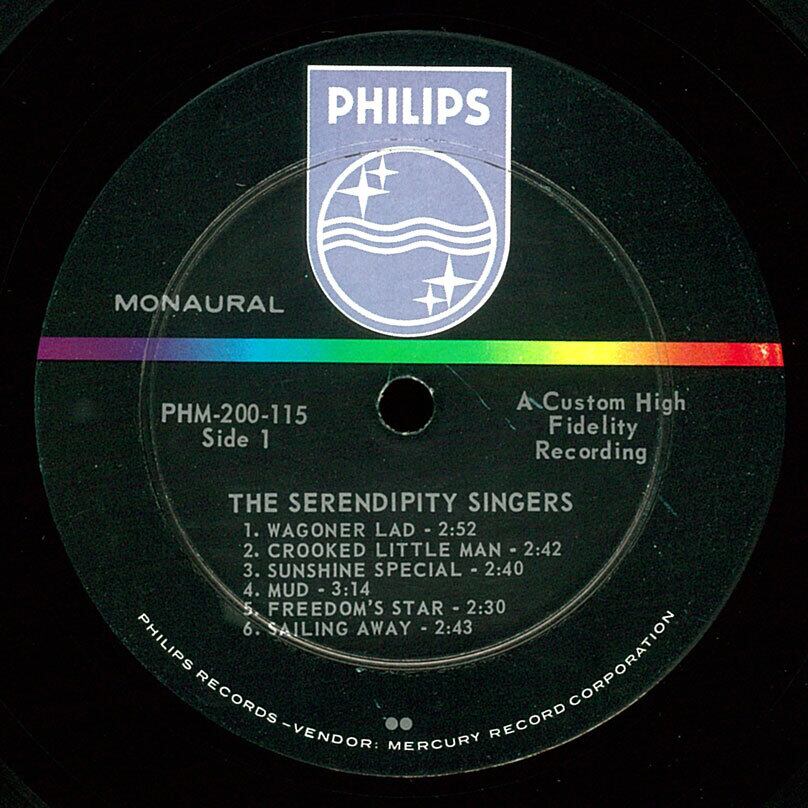 PHILIPS
MONAURAL
PHM-200-115
Side 1
A Custom High
Fidelity
Recording
THE SERENDIPITY SINGERS
1. WAGONER LAD - 2:52
2. CROOKED LITTLE MAN - 2:42
3. SUNSHINE SPECIAL - 2:40
4. MUD - 3:14
5. FREEDOM'S STAR - 2:30
6. SAILING AWAY - 2:43
PHILIPS RECORDS - VENDOR: MERCURY RECORD CORPORATION